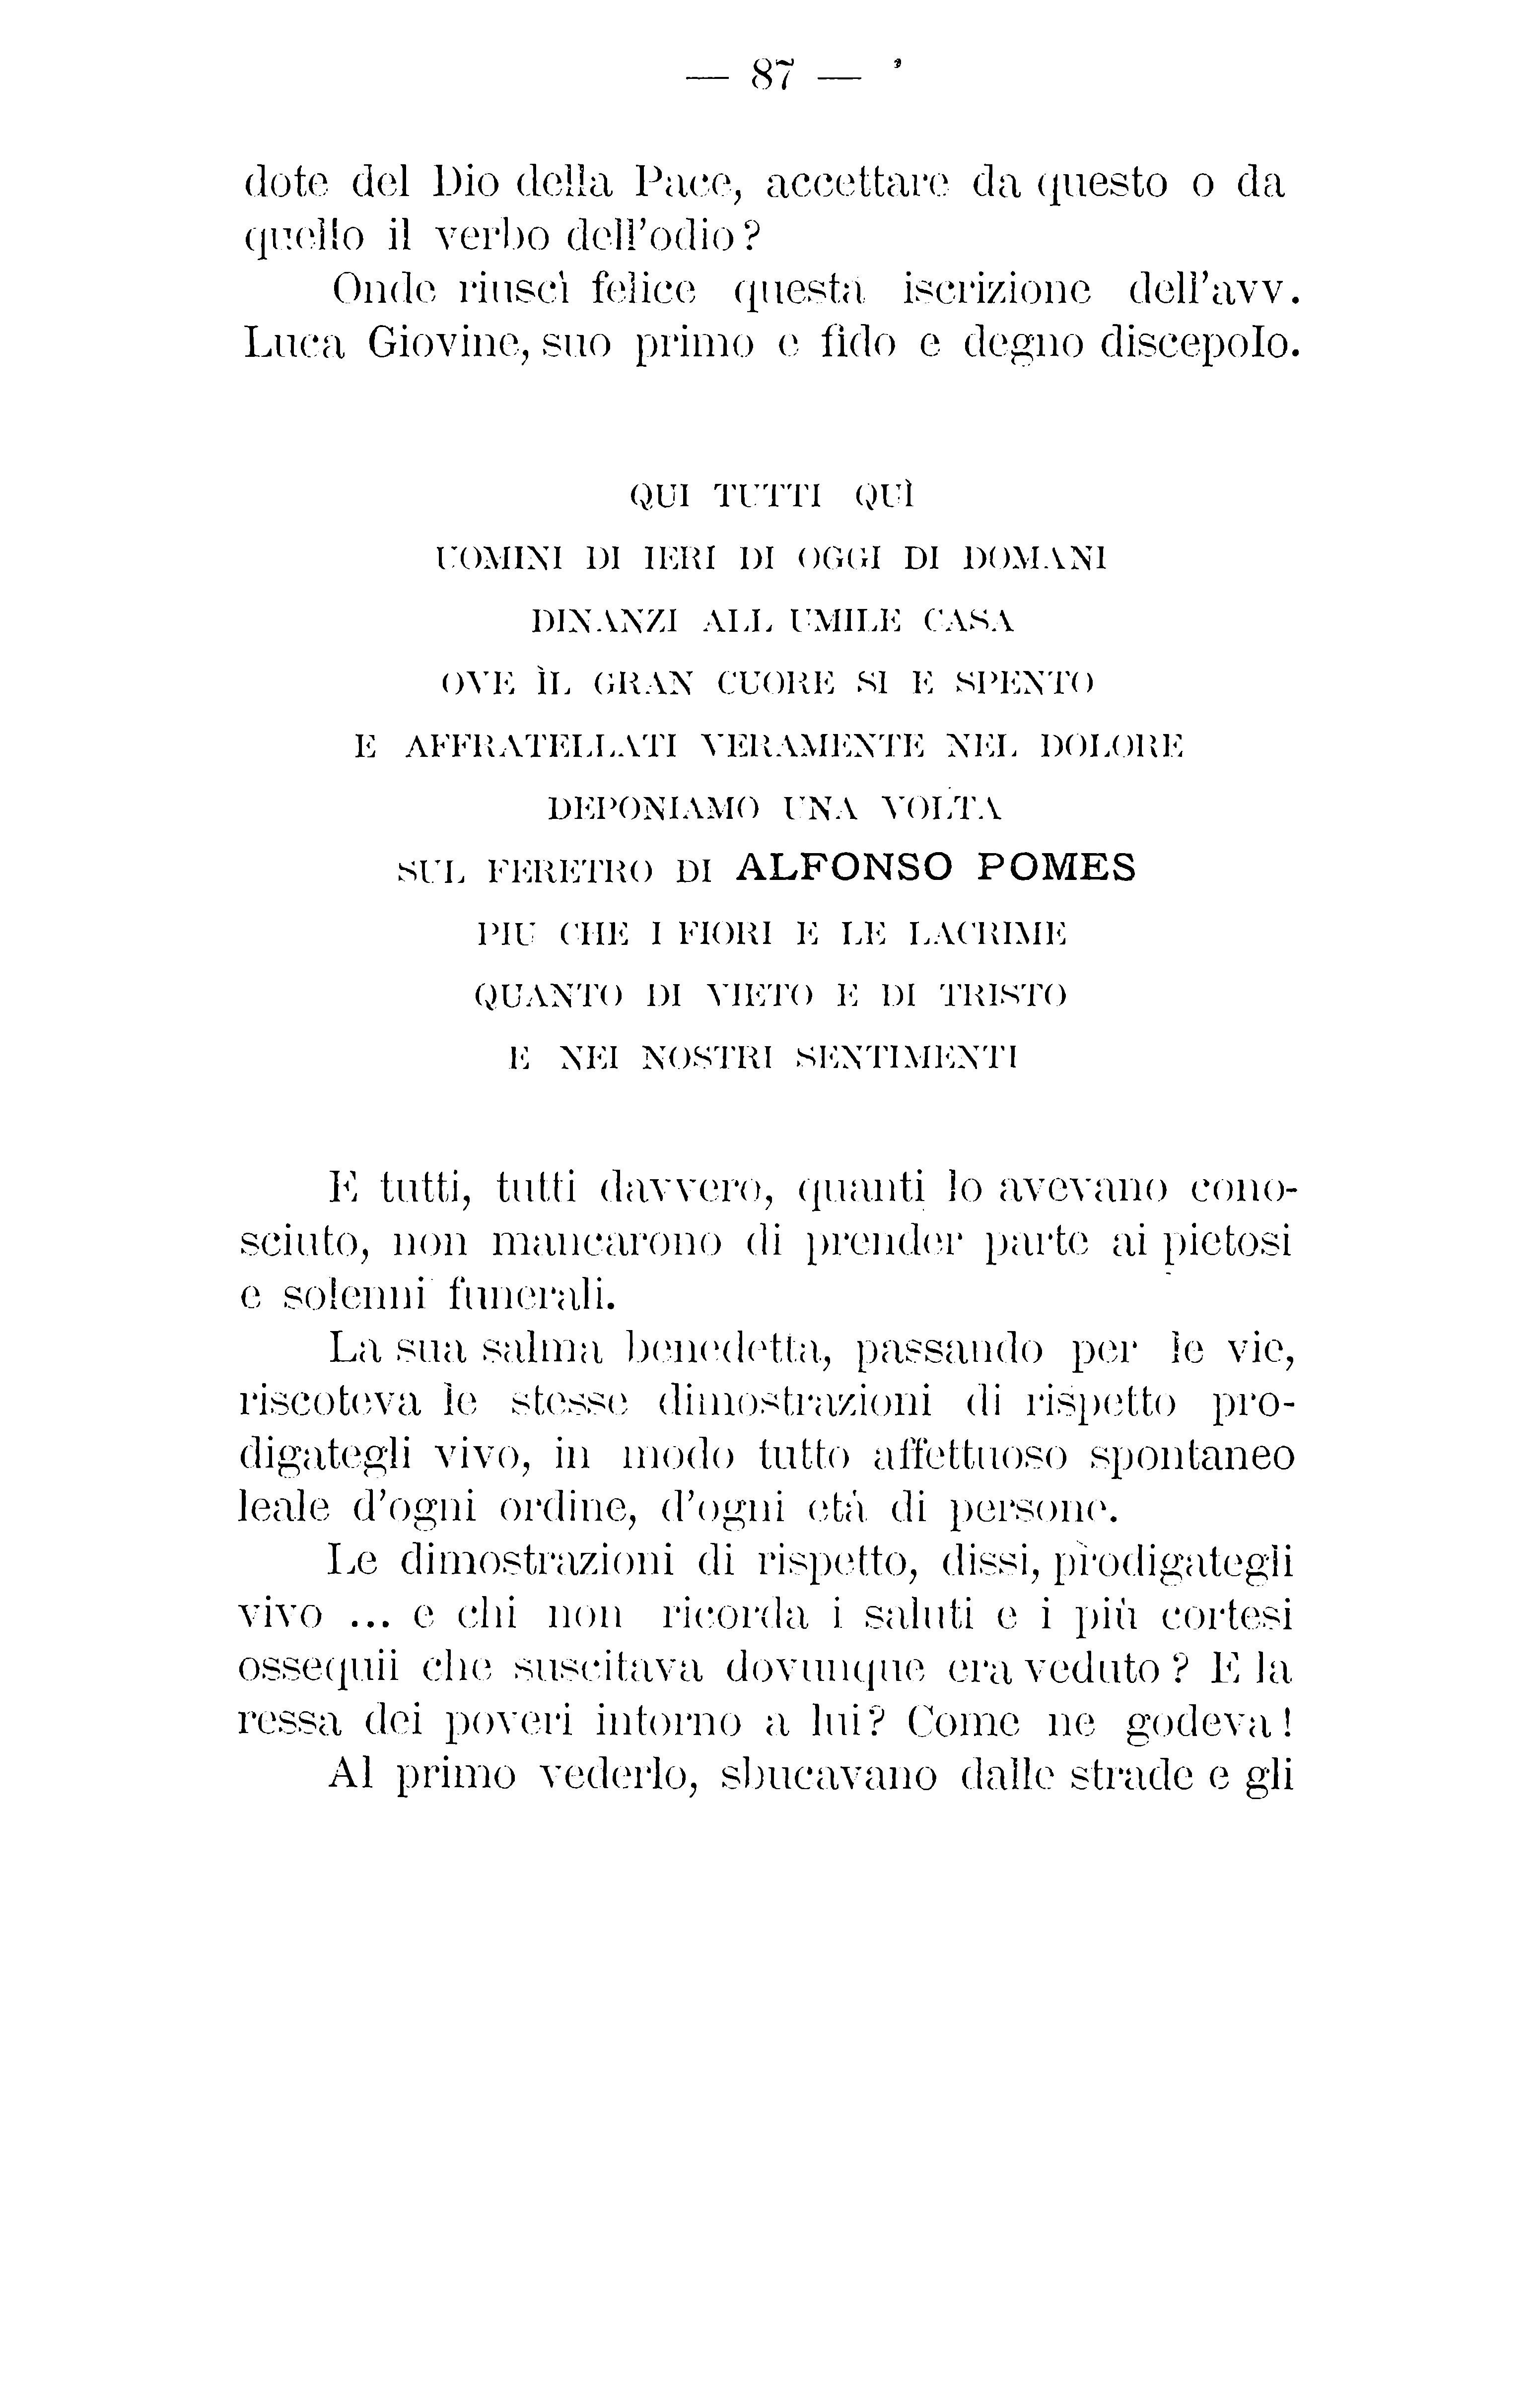 — 87 —
dote del Dio della Pace, accettare da questo o da
quello il verbo dell'odio?
Onde riuscì felice questa iscrizione dell'avv.
Luca Giovine, suo primo e fido e degno discepolo.
QUI TUTTI QUÌ
UOMINI DI IERI DI OGGI DI DOMANI
DINANZI ALL UMILE CASA
OVE ÌL GRAN CUORE SI E SPENTO
E AFFRATELLATI VERAMENTE NEL DOLORE
DEPONIAMO UNA VOLTA
SUL FERETRO DI ALFONSO POMES
PIU CHE I FIORI E LE LACRIME
QUANTO DI VIETO E DI TRISTO
E NEI NOSTRI SENTIMENTI
E tutti, tutti davvero, quanti lo avevano cono-
sciuto, non mancarono di prender parte ai pietosi
e solenni funerali.
La sua salma benedetta, passando per le vie,
riscoteva le stesse dimostrazioni di rispetto pro-
digategli vivo, in modo tutto affettuoso spontaneo
leale d'ogni ordine, d'ogni età di persone.
Le dimostrazioni di rispetto, dissi, prodigategli
vivo ... e chi non ricorda i saluti e i più cortesi
ossequii che suscitava dovunque era veduto? E la
ressa dei poveri intorno a lui? Come ne godeva!
Al primo vederlo, sbucavano dalle strade e gli